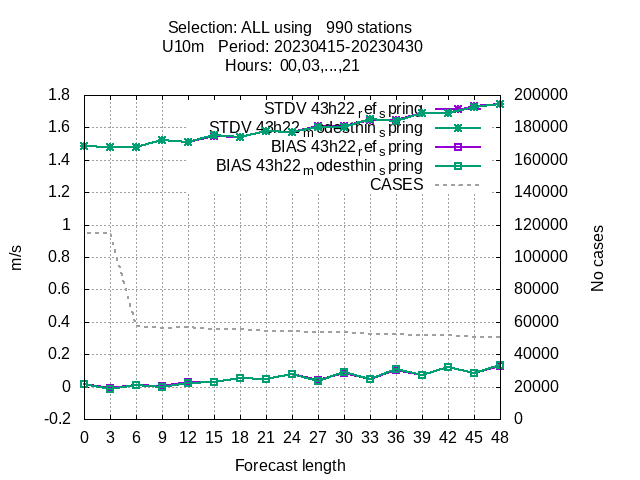 Selection: ALL using   990 stations
U10m   Period: 20230415-20230430
Hours:  00,03,...,21
STDV 43h22_ref_spring
STDV 43h22_modesthin_spring
BIAS 43h22_ref_spring
BIAS 43h22_modesthin_spring
CASES
1.8
1.6
1.4
1.2
1
0.8
0.6
0.4
0.2
0
-0.2
200000
180000
160000
140000
120000
100000
80000
60000
40000
20000
0
m/s
No cases
0 3 6 9 12 15 18 21 24 27 30 33 36 39 42 45 48
Forecast length